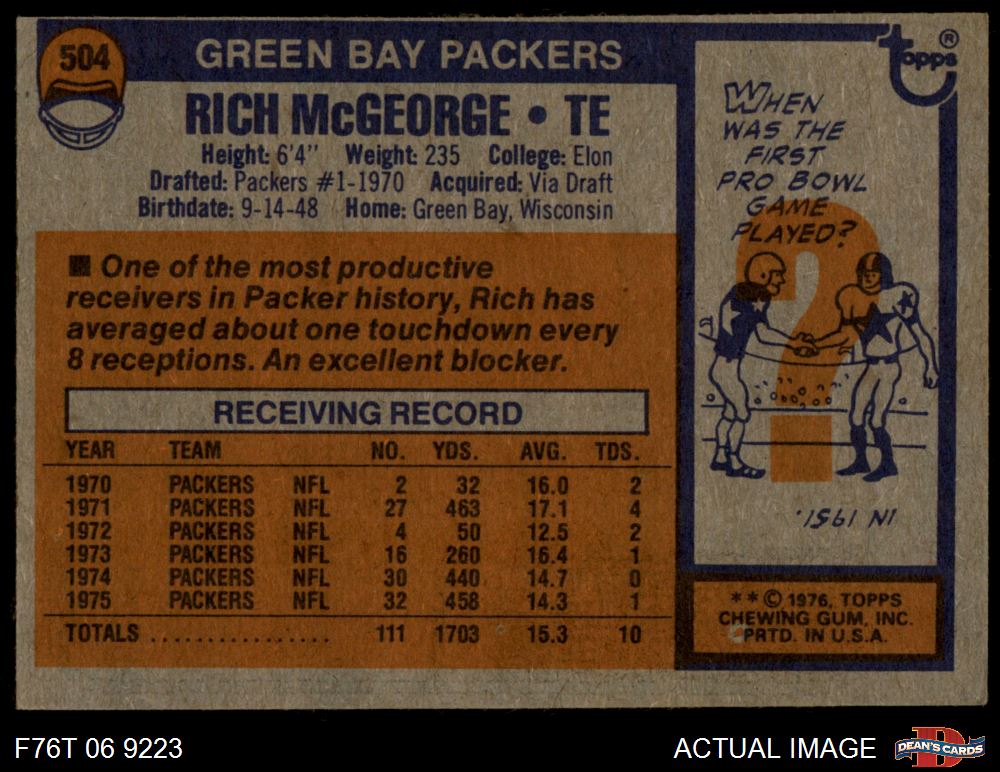 504
GREEN BAY PACKERS
RICH McGEORGE • TE
Height: 6'4" Weight: 235 College: Elon
Drafted: Packers #1-1970 Acquired: Via Draft
Birthdate: 9-14-48 Home: Green Bay, Wisconsin
■ One of the most productive
receivers in Packer history, Rich has
averaged about one touchdown every
8 receptions. An excellent blocker.
RECEIVING RECORD
YEAR TEAM NO. YDS. AVG. TDS.
1970 PACKERS NFL 2 32 16.0 2
1971 PACKERS NFL 27 463 17.1 4
1972 PACKERS NFL 4 50 12.5 2
1973 PACKERS NFL 16 260 16.4 1
1974 PACKERS NFL 30 440 14.7 0
1975 PACKERS NFL 32 458 14.3 1
TOTALS ................ 111 1703 15.3 10
topps ®
WHEN
WAS THE
FIRST
PRO BOWL
GAME
PLAYED?
?
IN 1951.
* * © 1976, TOPPS
CHEWING GUM, INC.
PRTD. IN U.S.A.
F76T 06 9223
ACTUAL IMAGE
D
DEAN'S CARDS